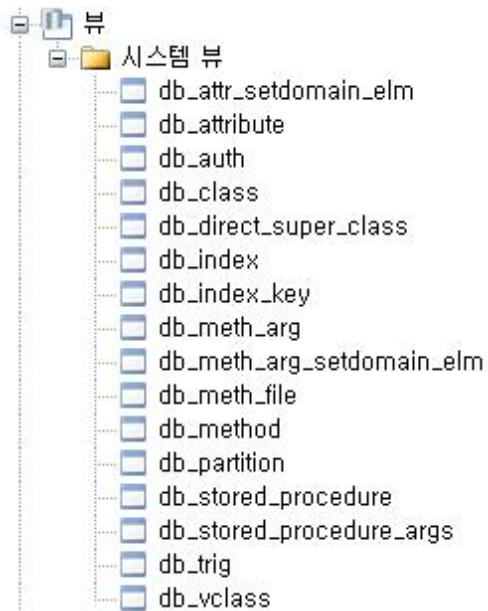 뷰
시스템 뷰
db_attr_setdomain_elm
db_attribute
db_auth
db_class
db_direct_super_class
db_index
db_index_key
db_meth_arg
db_meth_arg_setdomain_elm
db_meth_file
db_method
db_partition
db_stored_procedure
db_stored_procedure_args
db_trig
db_vclass